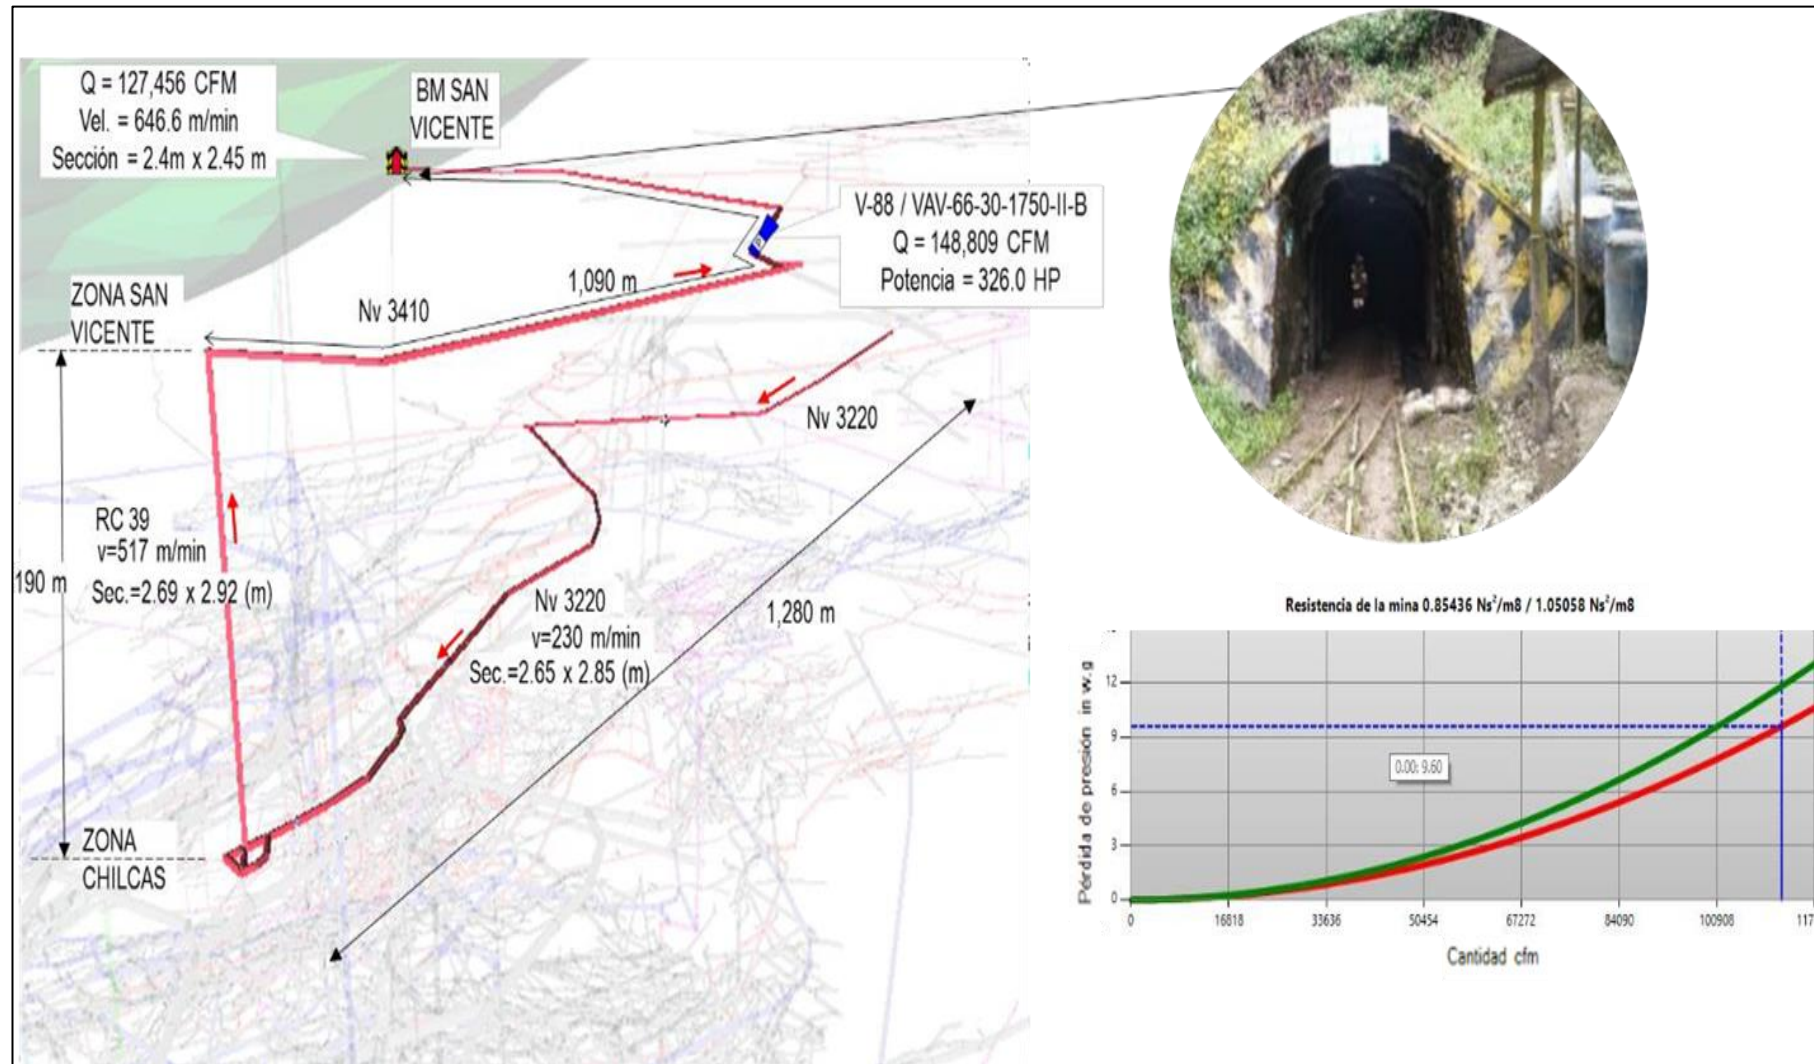 Q = 127,456 CFM
Vel. = 646.6 m/min
Sección = 2.4m x 2.45 m
BM SAN
VICENTE
V-88 / VAV-66-30-1750-II-B
Q = 148,809 CFM
Potencia = 326.0 HP
ZONA SAN
VICENTE
Nv 3410
1,090 m
Nv 3220
RC 39
v=517 m/min
Sec.=2.69 x 2.92 (m)
190 m
Nv 3220
v=230 m/min
Sec.=2.65 x 2.85 (m)
1,280 m
ZONA
CHILCAS
Resistencia de la mina 0.85436 Ns²/m8 / 1.05058 Ns²/m8
Pérdida de presión in w.g
12
9
6
3
0
0.00; 9.60
0 16818 33636 50454 67272 84090 100908 117
Cantidad cfm